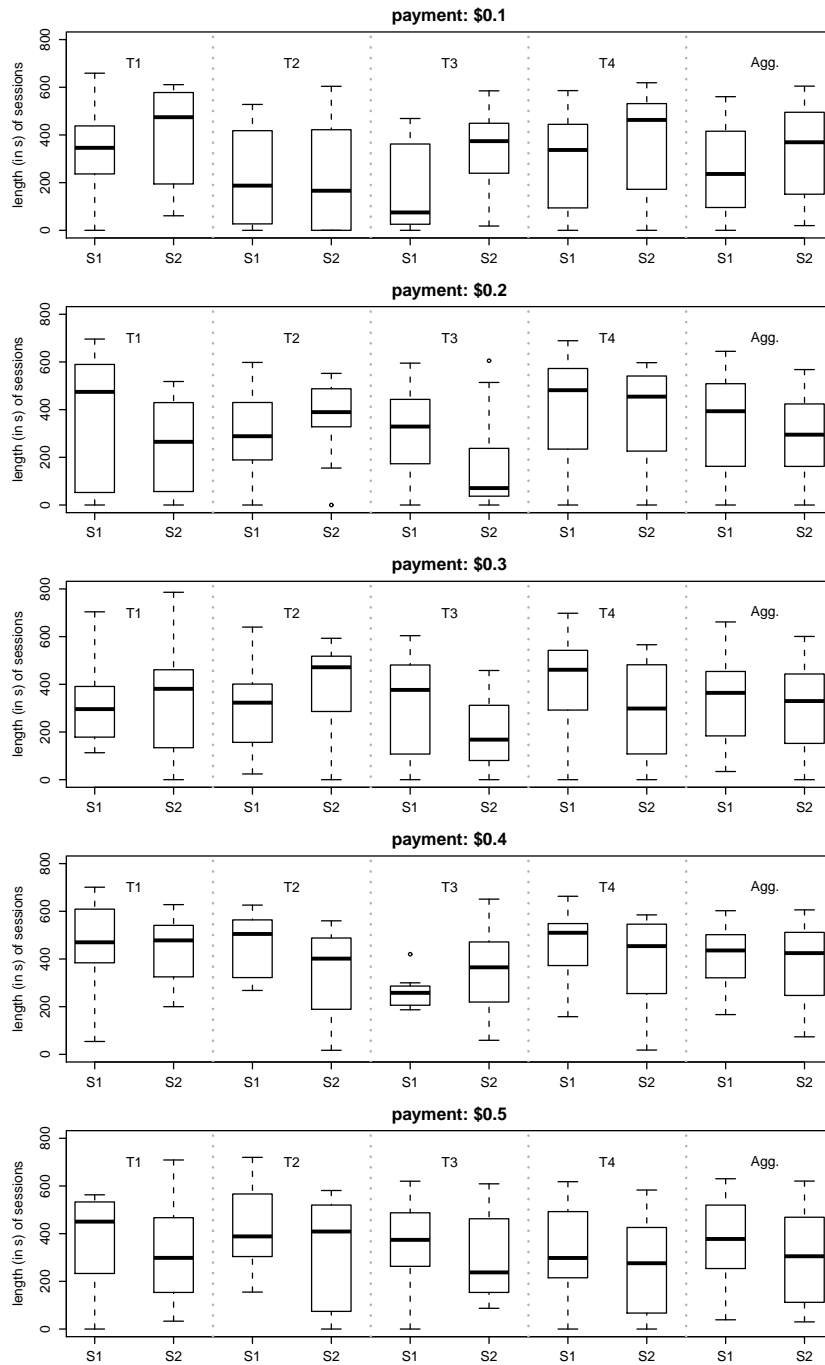 payment: $0.1
length (in s) of sessions
0 200 400 600 800
T1 T2 T3 T4 Agg.
S1 S2 S1 S2 S1 S2 S1 S2 S1 S2
payment: $0.2
length (in s) of sessions
0 200 400 600 800
T1 T2 T3 T4 Agg.
S1 S2 S1 S2 S1 S2 S1 S2 S1 S2
payment: $0.3
length (in s) of sessions
0 200 400 600 800
T1 T2 T3 T4 Agg.
S1 S2 S1 S2 S1 S2 S1 S2 S1 S2
payment: $0.4
length (in s) of sessions
0 200 400 600 800
T1 T2 T3 T4 Agg.
S1 S2 S1 S2 S1 S2 S1 S2 S1 S2
payment: $0.5
length (in s) of sessions
0 200 400 600 800
T1 T2 T3 T4 Agg.
S1 S2 S1 S2 S1 S2 S1 S2 S1 S2